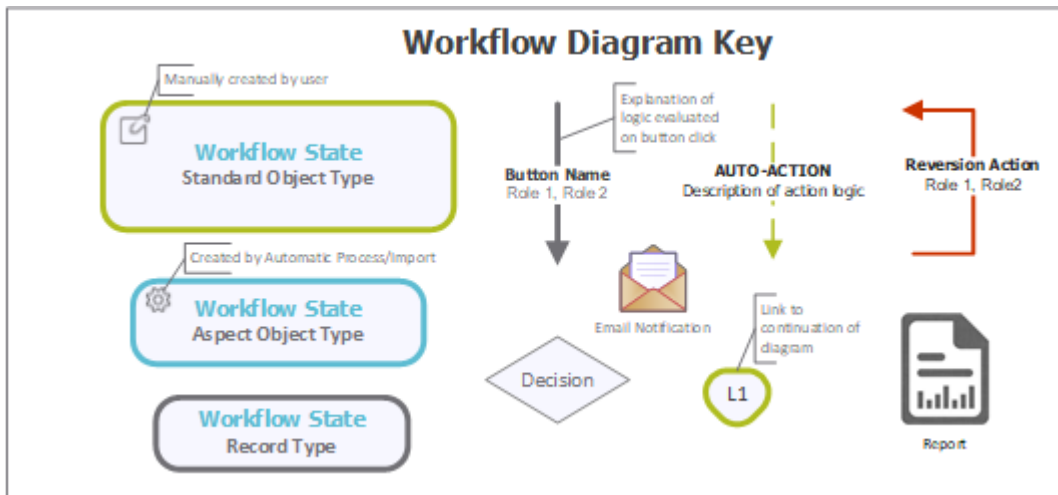 Workflow Diagram Key
Manually created by user
Workflow State
Standard Object Type
Created by Automatic Process/Import
Workflow State
Aspect Object Type
Workflow State
Record Type
Explanation of
logic evaluated
on button click
Button Name
Role 1, Role 2
Email Notification
Decision
AUTO-ACTION
Description of action logic
Link to
continuation of
diagram
L1
Reversion Action
Role 1, Role2
Report